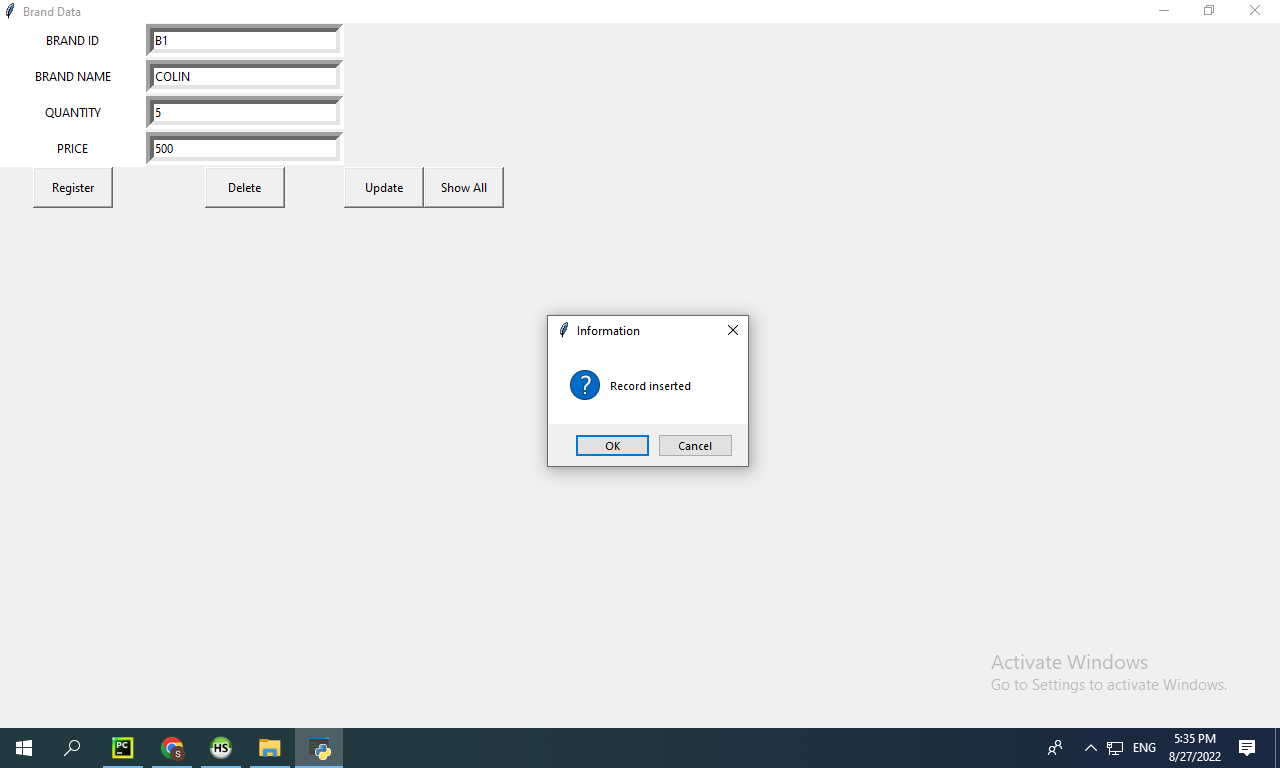 Brand Data
BRAND ID B1
BRAND NAME COLIN
QUANTITY 5
PRICE 500
Register Delete Update Show All
Information
? Record inserted
OK Cancel
Activate Windows
Go to Settings to activate Windows.
PC S HS ENG 5:35 PM
8/27/2022